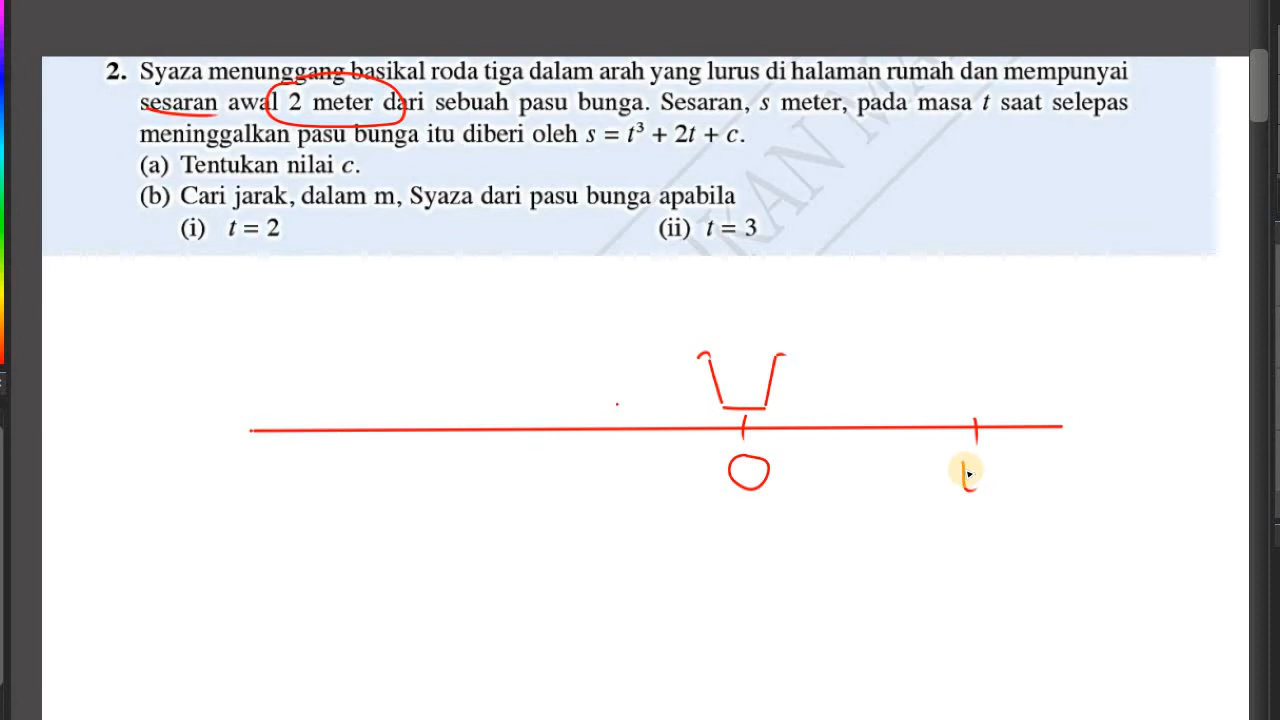 2. Syaza menunggang basikal roda tiga dalam arah yang lurus di halaman rumah dan mempunyai
sesaran awal 2 meter dari sebuah pasu bunga. Sesaran, s meter, pada masa t saat selepas
meninggalkan pasu bunga itu diberi oleh s = t³ + 2t + c.
(a) Tentukan nilai c.
(b) Cari jarak, dalam m, Syaza dari pasu bunga apabila
(i) t = 2 (ii) t = 3
O